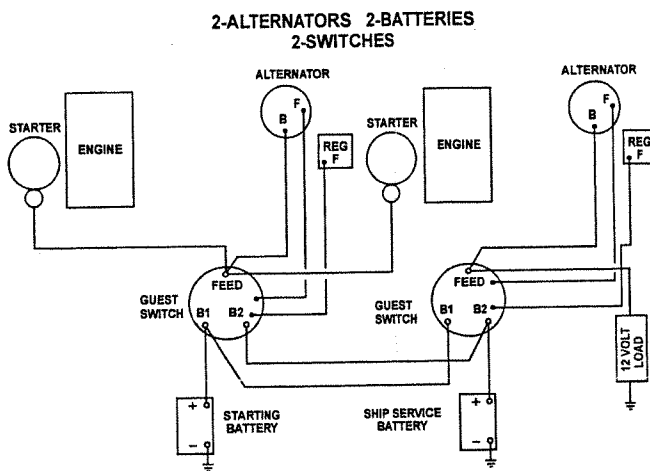 2-ALTERNATORS 2-BATTERIES
2-SWITCHES
ALTERNATOR
F
B
STARTER
ENGINE
REG
F
STARTER
ENGINE
ALTERNATOR
F
B
REG
F
FEED
GUEST
SWITCH
B1 B2
FEED
GUEST
SWITCH
B1 B2
12 VOLT
LOAD
+
−
STARTING
BATTERY
SHIP SERVICE
BATTERY
+
−